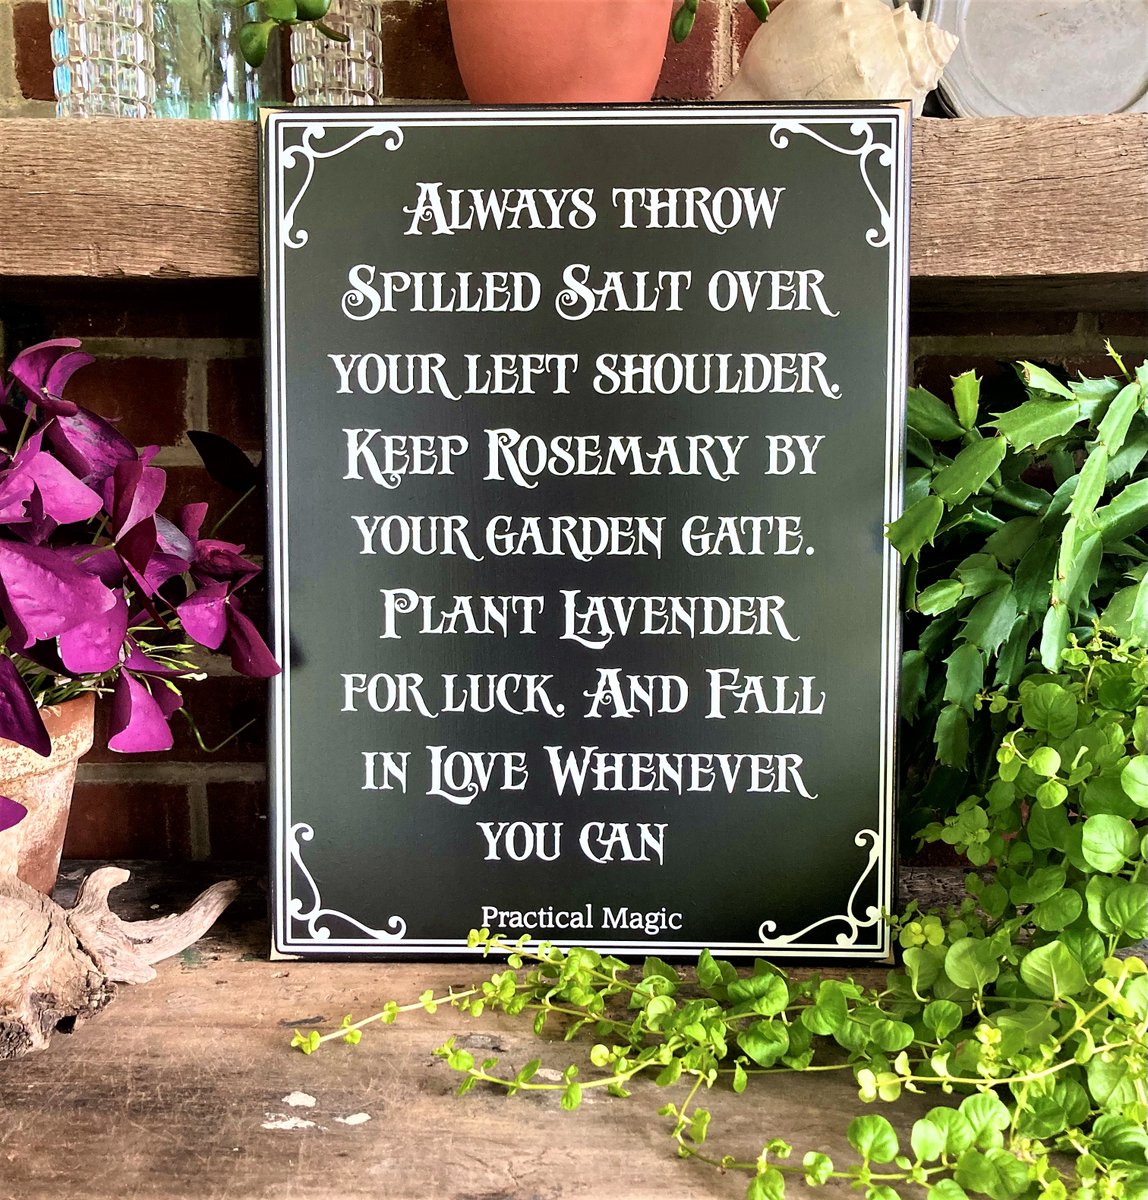 Always throw
Spilled Salt over
your left shoulder.
Keep Rosemary by
your garden gate.
Plant Lavender
for luck. And Fall
in Love Whenever
you can
Practical Magic